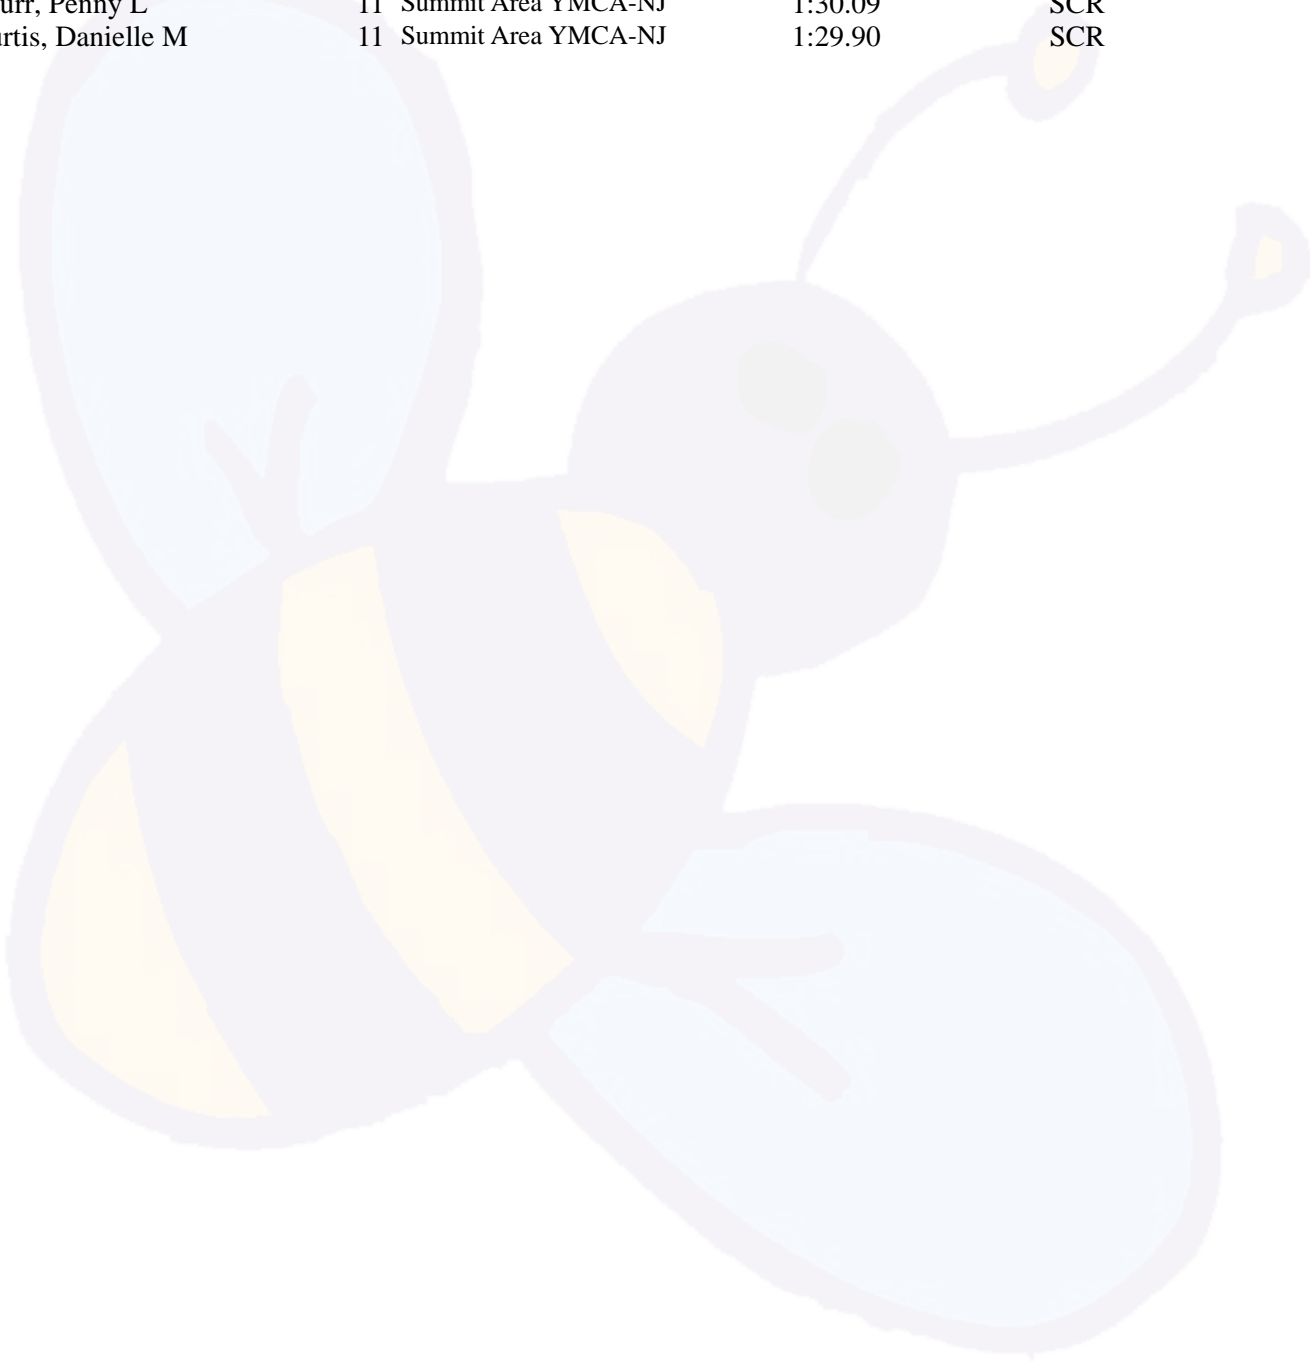 urr, Penny L 11 Summit Area YMCA-NJ 1:30.09 SCR
rtis, Danielle M 11 Summit Area YMCA-NJ 1:29.90 SCR